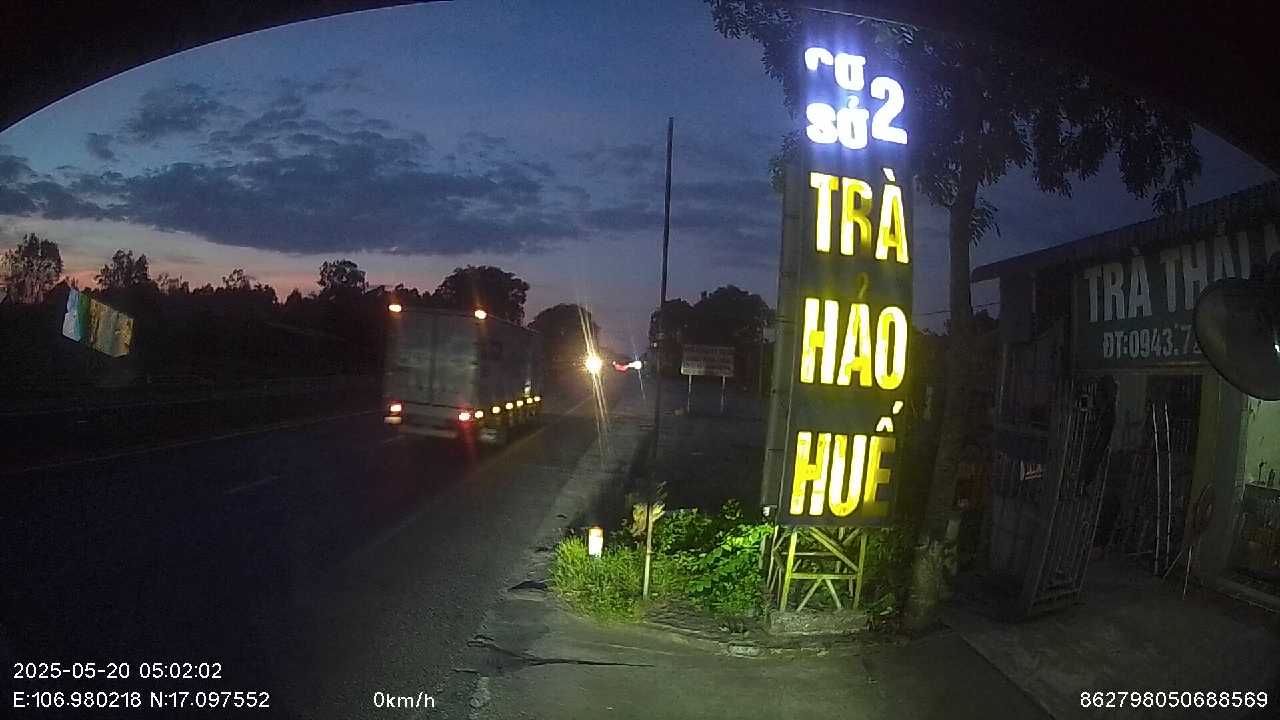 cơ
sở 2
TRÀ
HẢO
HUẾ
TRÀ THÁI
ĐT:0943.7
2025-05-20 05:02:02
E:106.980218 N:17.097552
0km/h
862798050688569